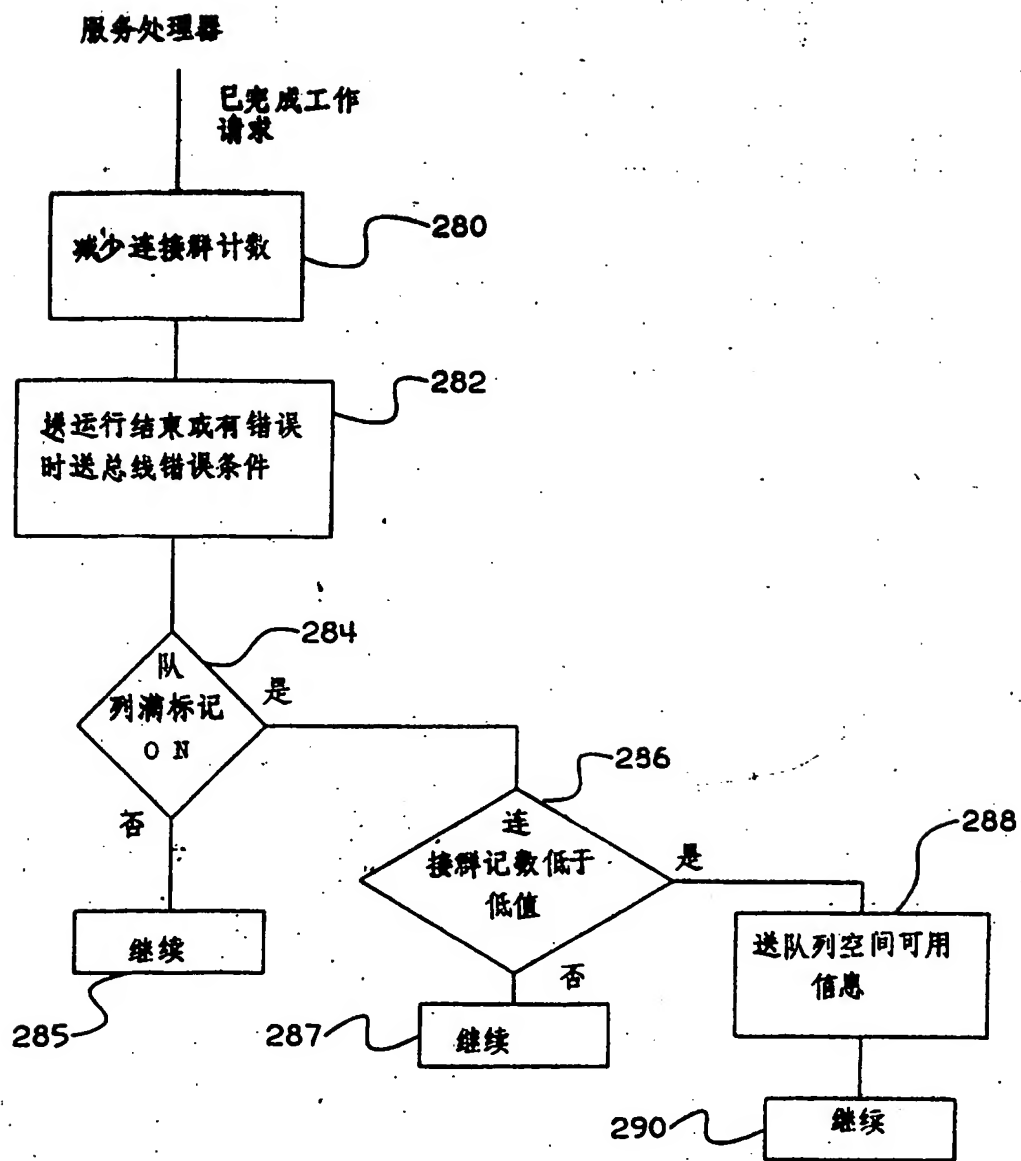 服务处理器
已完成工作
请求
减少连接群计数
280
送运行结束或有错误
时送总线错误条件
282
队
列满标记
ON
284
是
否
继续
285
连
接群记数低于
低值
286
是
否
继续
287
送队列空间可用
信息
288
继续
290